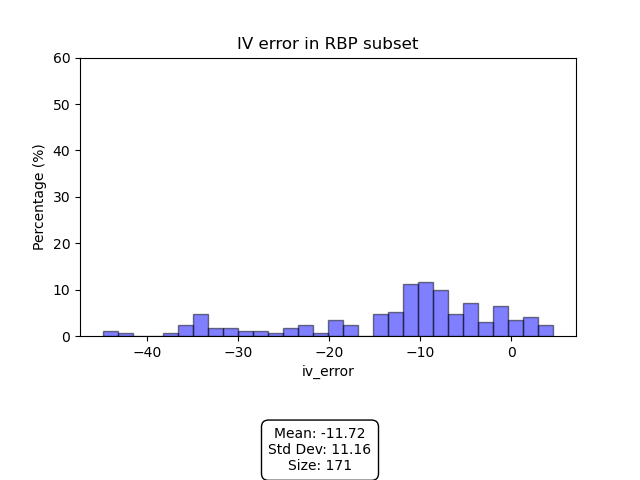 IV error in RBP subset
60
50
40
30
20
10
0
Percentage (%)
−40 −30 −20 −10 0
iv_error
Mean: -11.72
Std Dev: 11.16
Size: 171